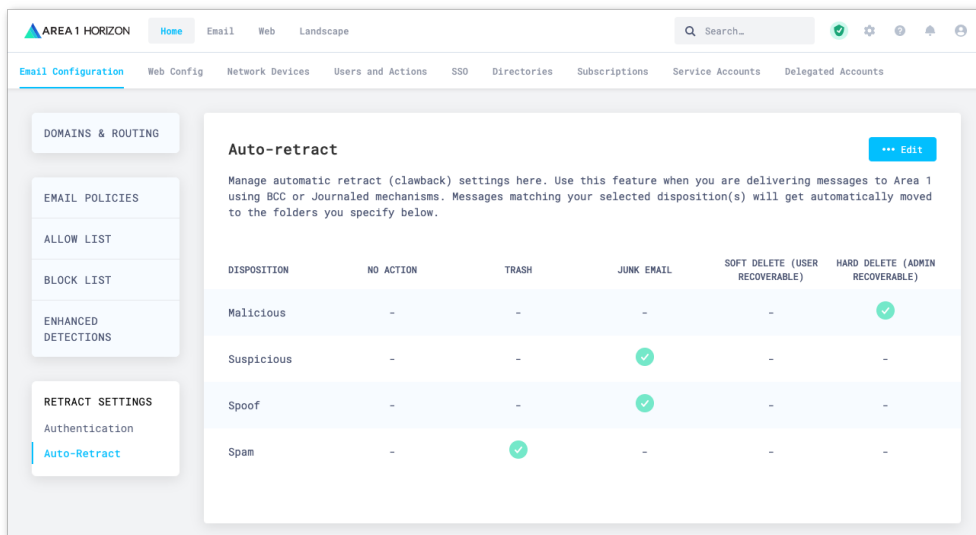 AREA 1 HORIZON Home Email Web Landscape Search…
Email Configuration Web Config Network Devices Users and Actions SSO Directories Subscriptions Service Accounts Delegated Accounts
DOMAINS & ROUTING
EMAIL POLICIES
ALLOW LIST
BLOCK LIST
ENHANCED
DETECTIONS
RETRACT SETTINGS
Authentication
Auto-Retract
Auto-retract
••• Edit
Manage automatic retract (clawback) settings here. Use this feature when you are delivering messages to Area 1
using BCC or Journaled mechanisms. Messages matching your selected disposition(s) will get automatically moved
to the folders you specify below.
DISPOSITION NO ACTION TRASH JUNK EMAIL SOFT DELETE (USER RECOVERABLE) HARD DELETE (ADMIN RECOVERABLE)
Malicious - - - -
Suspicious - - - -
Spoof - - - -
Spam - - - -